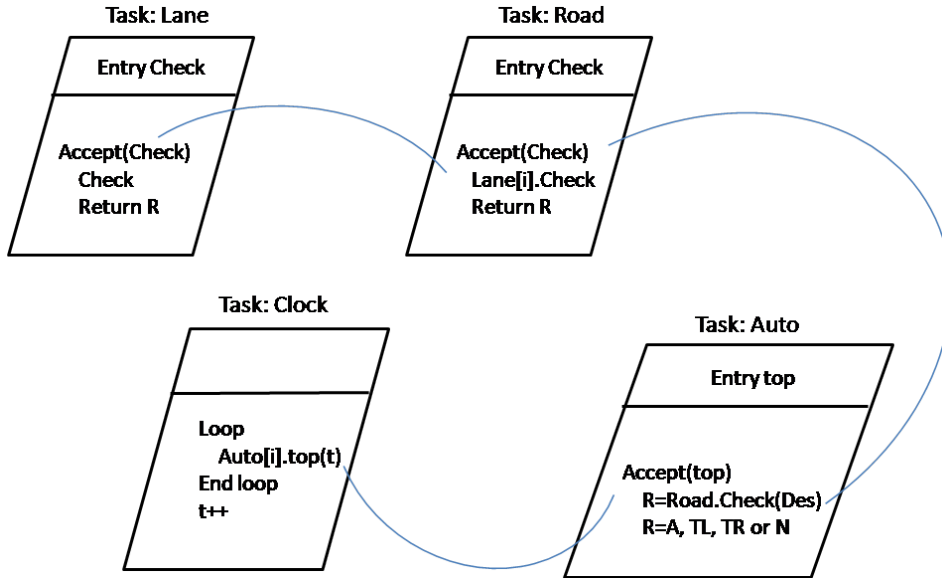 Task: Lane
Entry Check
Accept(Check)
Check
Return R
Task: Road
Entry Check
Accept(Check)
Lane[i].Check
Return R
Task: Clock
Loop
Auto[i].top(t)
End loop
t++
Task: Auto
Entry top
Accept(top)
R=Road.Check(Des)
R=A, TL, TR or N